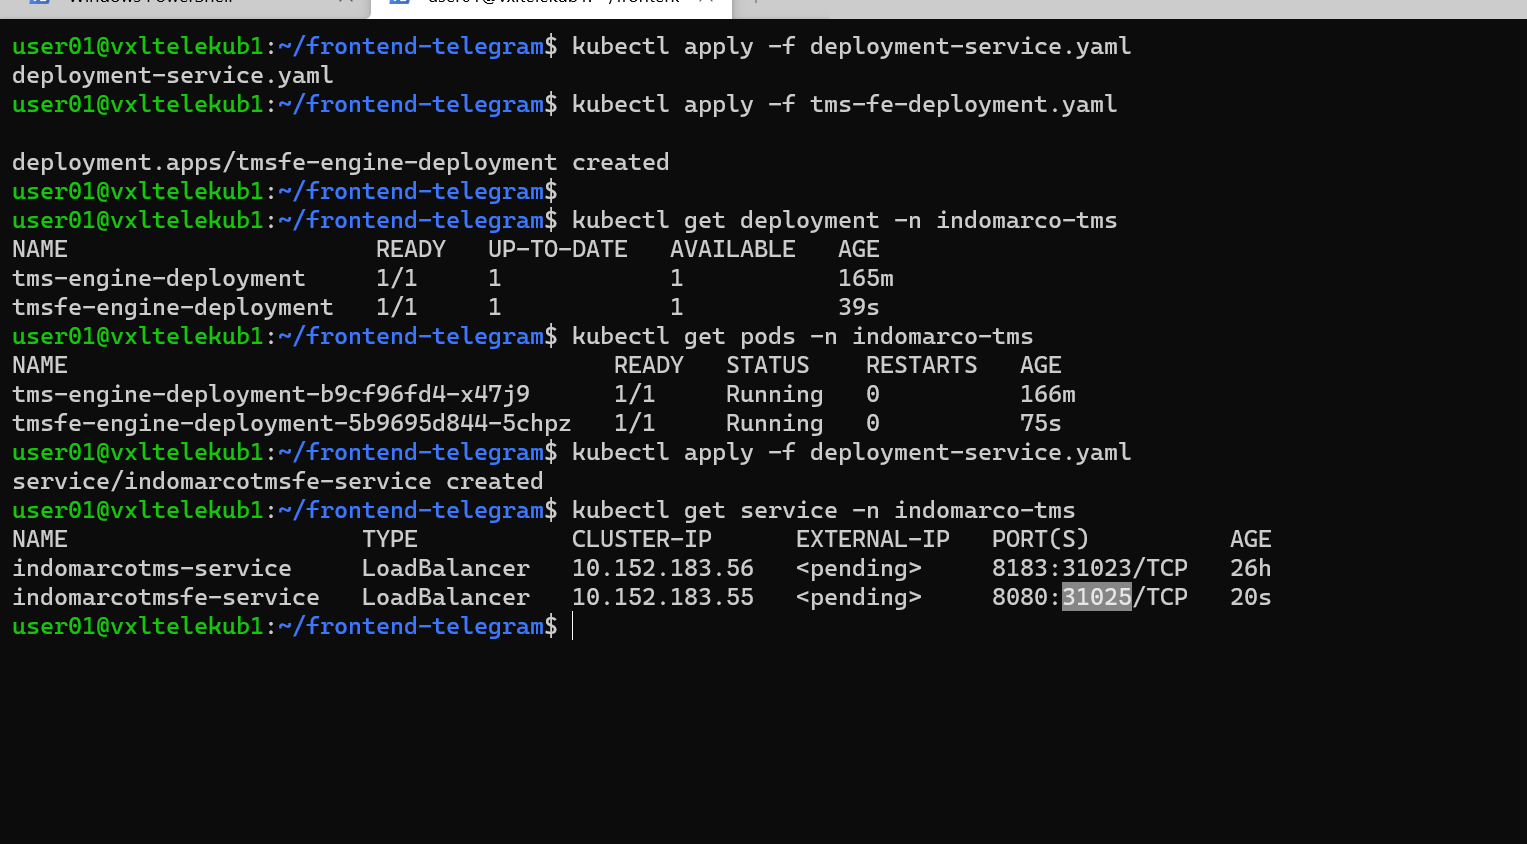 user01@vxltelekub1:~/frontend-telegram$ kubectl apply -f deployment-service.yaml
deployment-service.yaml
user01@vxltelekub1:~/frontend-telegram$ kubectl apply -f tms-fe-deployment.yaml
deployment.apps/tmsfe-engine-deployment created
user01@vxltelekub1:~/frontend-telegram$
user01@vxltelekub1:~/frontend-telegram$ kubectl get deployment -n indomarco-tms
NAME READY UP-TO-DATE AVAILABLE AGE
tms-engine-deployment 1/1 1 1 165m
tmsfe-engine-deployment 1/1 1 1 39s
user01@vxltelekub1:~/frontend-telegram$ kubectl get pods -n indomarco-tms
NAME READY STATUS RESTARTS AGE
tms-engine-deployment-b9cf96fd4-x47j9 1/1 Running 0 166m
tmsfe-engine-deployment-5b9695d844-5chpz 1/1 Running 0 75s
user01@vxltelekub1:~/frontend-telegram$ kubectl apply -f deployment-service.yaml
service/indomarcotmsfe-service created
user01@vxltelekub1:~/frontend-telegram$ kubectl get service -n indomarco-tms
NAME TYPE CLUSTER-IP EXTERNAL-IP PORT(S) AGE
indomarcotms-service LoadBalancer 10.152.183.56 <pending> 8183:31023/TCP 26h
indomarcotmsfe-service LoadBalancer 10.152.183.55 <pending> 8080:31025/TCP 20s
user01@vxltelekub1:~/frontend-telegram$